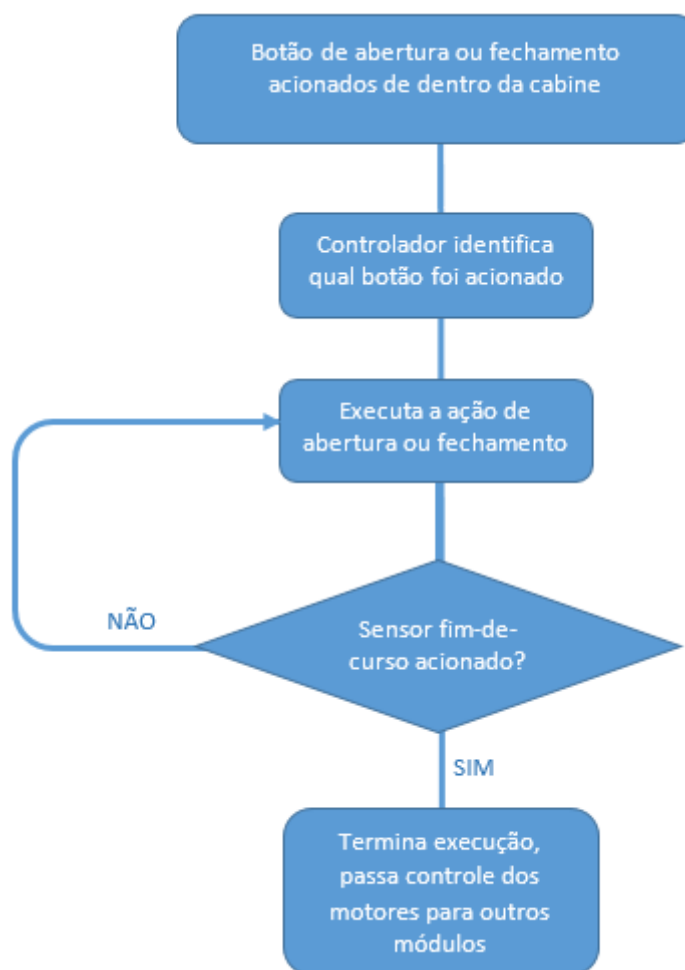 Botão de abertura ou fechamento
acionados de dentro da cabine
Controlador identifica
qual botão foi acionado
Executa a ação de
abertura ou fechamento
NÃO
Sensor fim-de-
curso acionado?
SIM
Termina execução,
passa controle dos
motores para outros
módulos